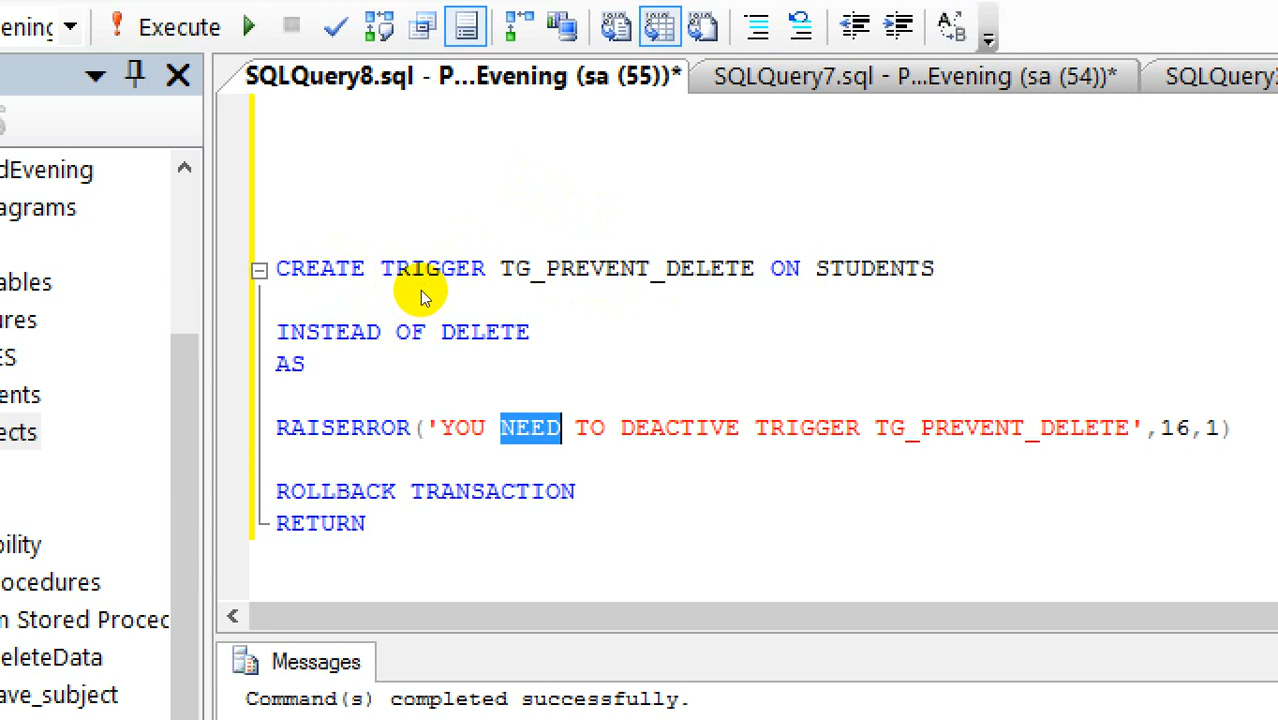 ening
Execute
SQLQuery8.sql - P...Evening (sa (55))*
SQLQuery7.sql - P...Evening (sa (54))*
SQLQuery
dEvening
agrams
ables
ures
ES
ents
ects
bility
ocedures
n Stored Proced
eleteData
ave_subject
CREATE TRIGGER TG_PREVENT_DELETE ON STUDENTS
INSTEAD OF DELETE
AS
RAISERROR('YOU NEED TO DEACTIVE TRIGGER TG_PREVENT_DELETE',16,1)
ROLLBACK TRANSACTION
RETURN
Messages
Command(s) completed successfully.